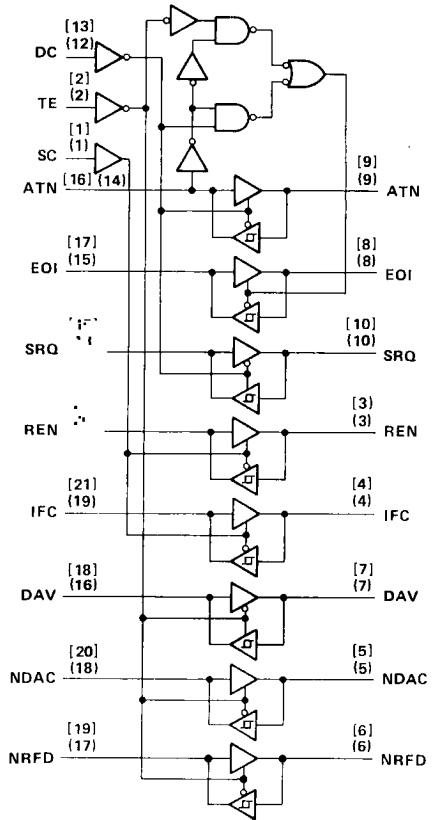 [13]
(12)
DC
[2]
(2)
TE
[1]
(1)
SC
[16] (14)
ATN
[9]
(9)
ATN
[17]
(15)
EOI
[8]
(8)
EOI
SRQ
[10]
(10)
SRQ
REN
[3]
(3)
REN
[21]
(19)
IFC
[4]
(4)
IFC
[18]
(16)
DAV
[7]
(7)
DAV
[20]
(18)
NDAC
[5]
(5)
NDAC
[19]
(17)
NRFD
[6]
(6)
NRFD